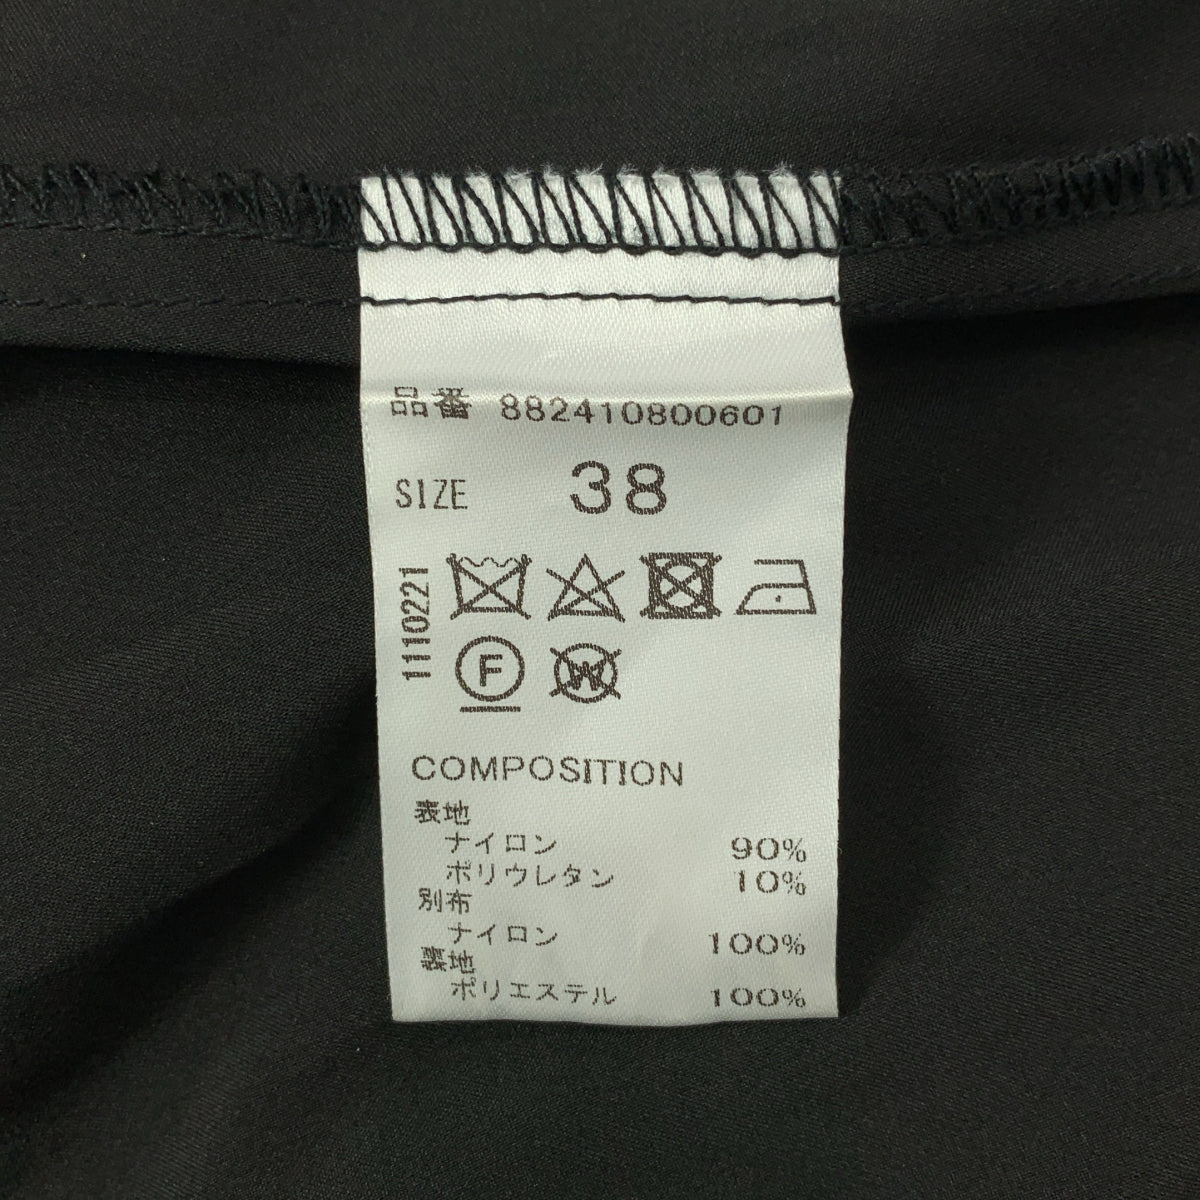 品番 882410800601
SIZE 38
1110221
F
W
COMPOSITION
表地
ナイロン 90%
ポリウレタン 10%
別布
ナイロン 100%
裏地
ポリエステル 100%